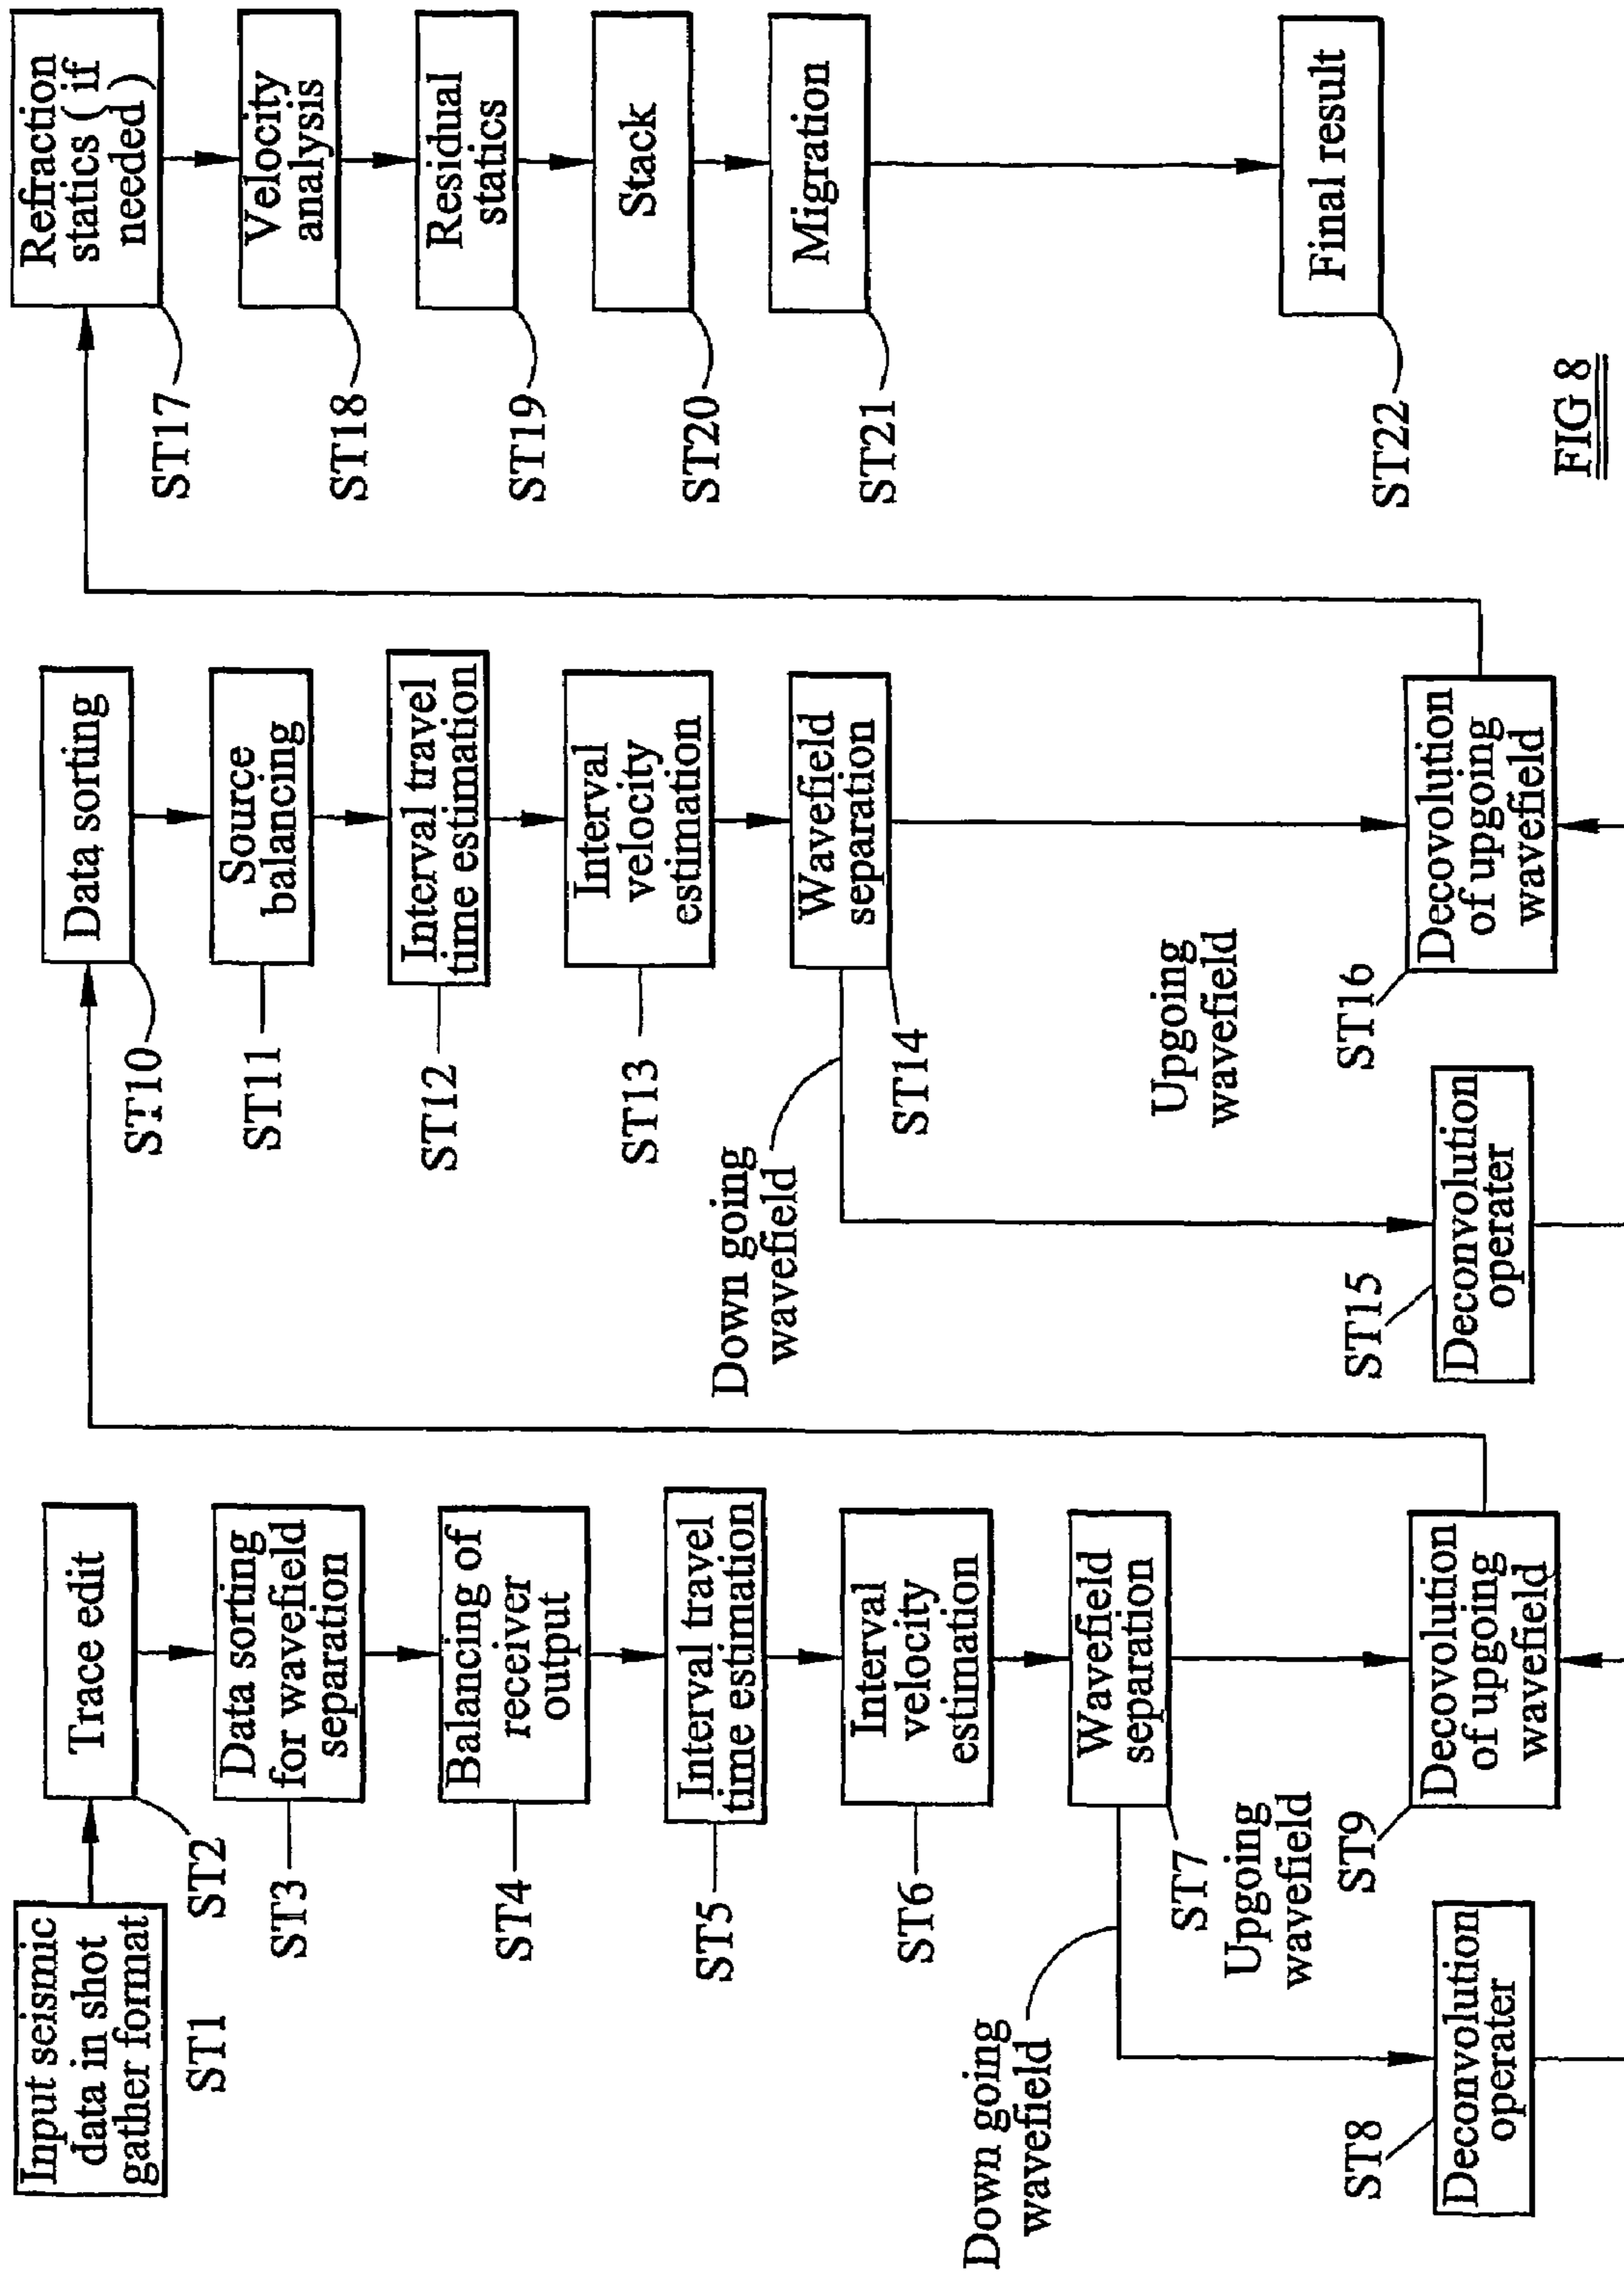 Input seismic
data in shot
gather format
ST1
Trace edit
ST2
Data sorting
for wavefield
separation
ST3
Balancing of
receiver
output
ST4
Interval travel
time estimation
ST5
Interval
velocity
estimation
ST6
Wavefield
separation
ST7
Down going
wavefield
Upgoing
wavefield
Deconvolution
operater
ST8
Decovolution
of upgoing
wavefield
ST9
Data sorting
ST10
Source
balancing
ST11
Interval travel
time estimation
ST12
Interval
velocity
estimation
ST13
Wavefield
separation
ST14
Down going
wavefield
Upgoing
wavefield
Deconvolution
operater
ST15
Decovolution
of upgoing
wavefield
ST16
Refraction
statics ( if
needed )
ST17
Velocity
analysis
ST18
Residual
statics
ST19
Stack
ST20
Migration
ST21
Final result
ST22
FIG 8